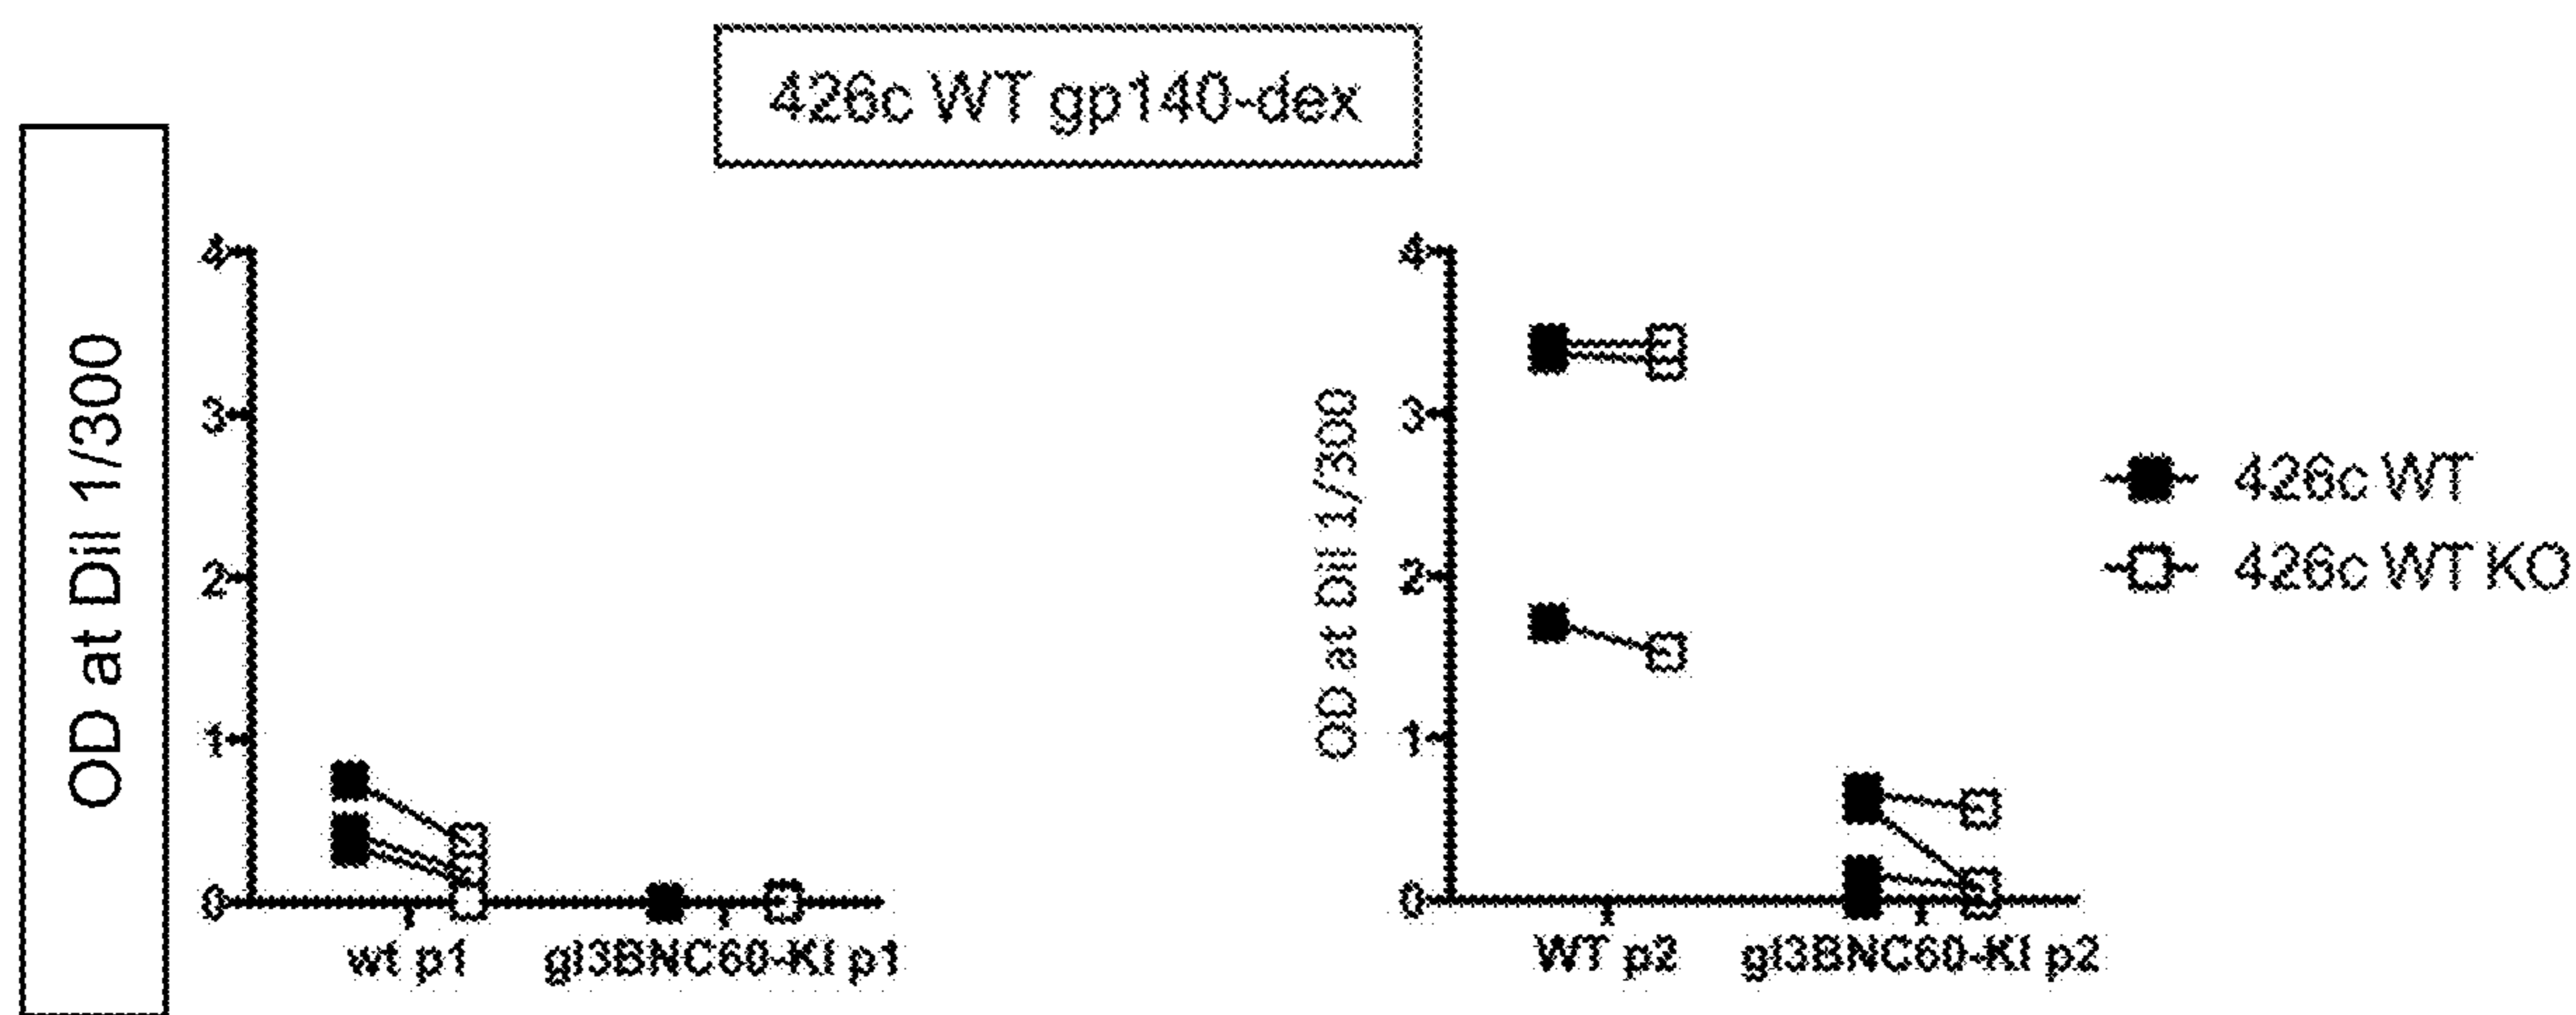 426c WT gp140-dex
OD at Dil 1/300
4
3
2
1
0
wt p1
gl3BNC60-KI p1
OD at Dil 1/300
4
3
2
1
0
WT p2
gl3BNC60-KI p2
426c WT
426c WT KO